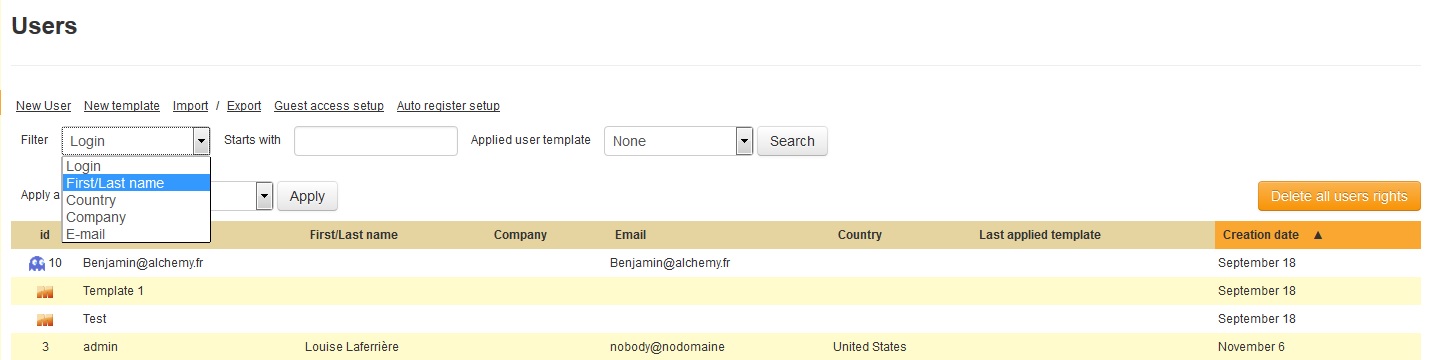 Users
New User New template Import / Export Guest access setup Auto register setup
Filter Login Starts with Applied user template None Search
Login
First/Last name
Country
Company
E-mail
Apply a Apply Delete all users rights
id First/Last name Company Email Country Last applied template Creation date ▲
10 Benjamin@alchemy.fr Benjamin@alchemy.fr September 18
Template 1 September 18
Test September 18
3 admin Louise Laferrière nobody@nodomaine United States November 6